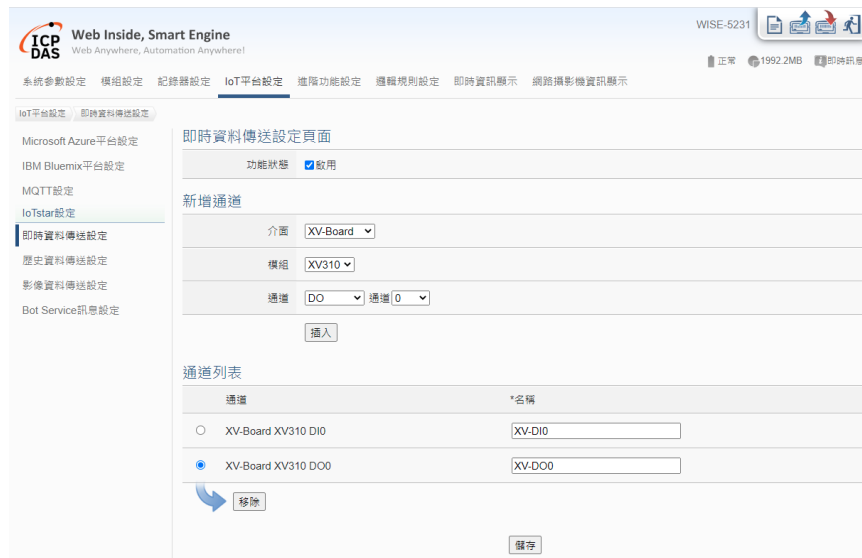 ICP
DAS
Web Inside, Smart Engine
Web Anywhere, Automation Anywhere!
WISE-5231
正常 1992.2MB 即時訊息
系統參數設定 模組設定 記錄器設定 IoT平台設定 進階功能設定 邏輯規則設定 即時資訊顯示 網路攝影機資訊顯示
IoT平台設定 即時資料傳送設定
Microsoft Azure平台設定
IBM Bluemix平台設定
MQTT設定
IoTstar設定
即時資料傳送設定
歷史資料傳送設定
影像資料傳送設定
Bot Service訊息設定
即時資料傳送設定頁面
功能狀態 啟用
新增通道
介面 XV-Board
模組 XV310
通道 DO 通道 0
插入
通道列表
通道 *名稱
XV-Board XV310 DI0 XV-DI0
XV-Board XV310 DO0 XV-DO0
移除
儲存